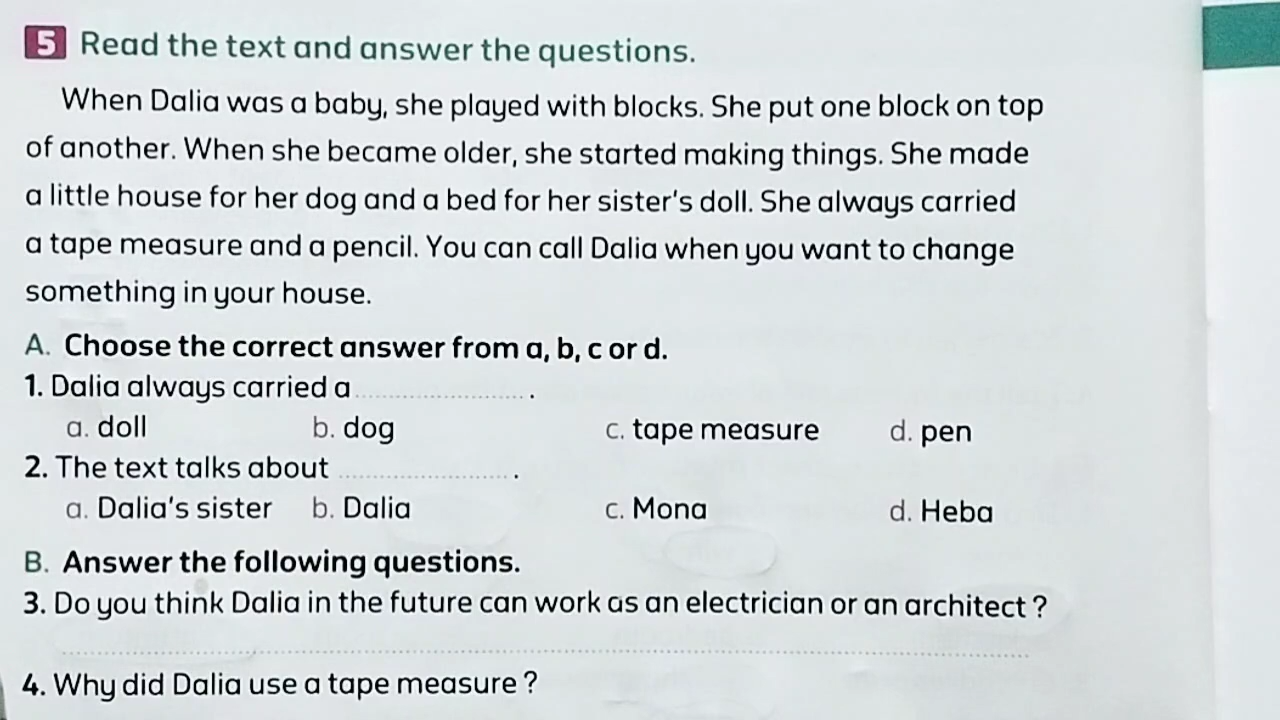 5 Read the text and answer the questions.
When Dalia was a baby, she played with blocks. She put one block on top
of another. When she became older, she started making things. She made
a little house for her dog and a bed for her sister's doll. She always carried
a tape measure and a pencil. You can call Dalia when you want to change
something in your house.
A. Choose the correct answer from a, b, c or d.
1. Dalia always carried a .................... .
a. doll b. dog c. tape measure d. pen
2. The text talks about .................... .
a. Dalia's sister b. Dalia c. Mona d. Heba
B. Answer the following questions.
3. Do you think Dalia in the future can work as an electrician or an architect ?
4. Why did Dalia use a tape measure ?